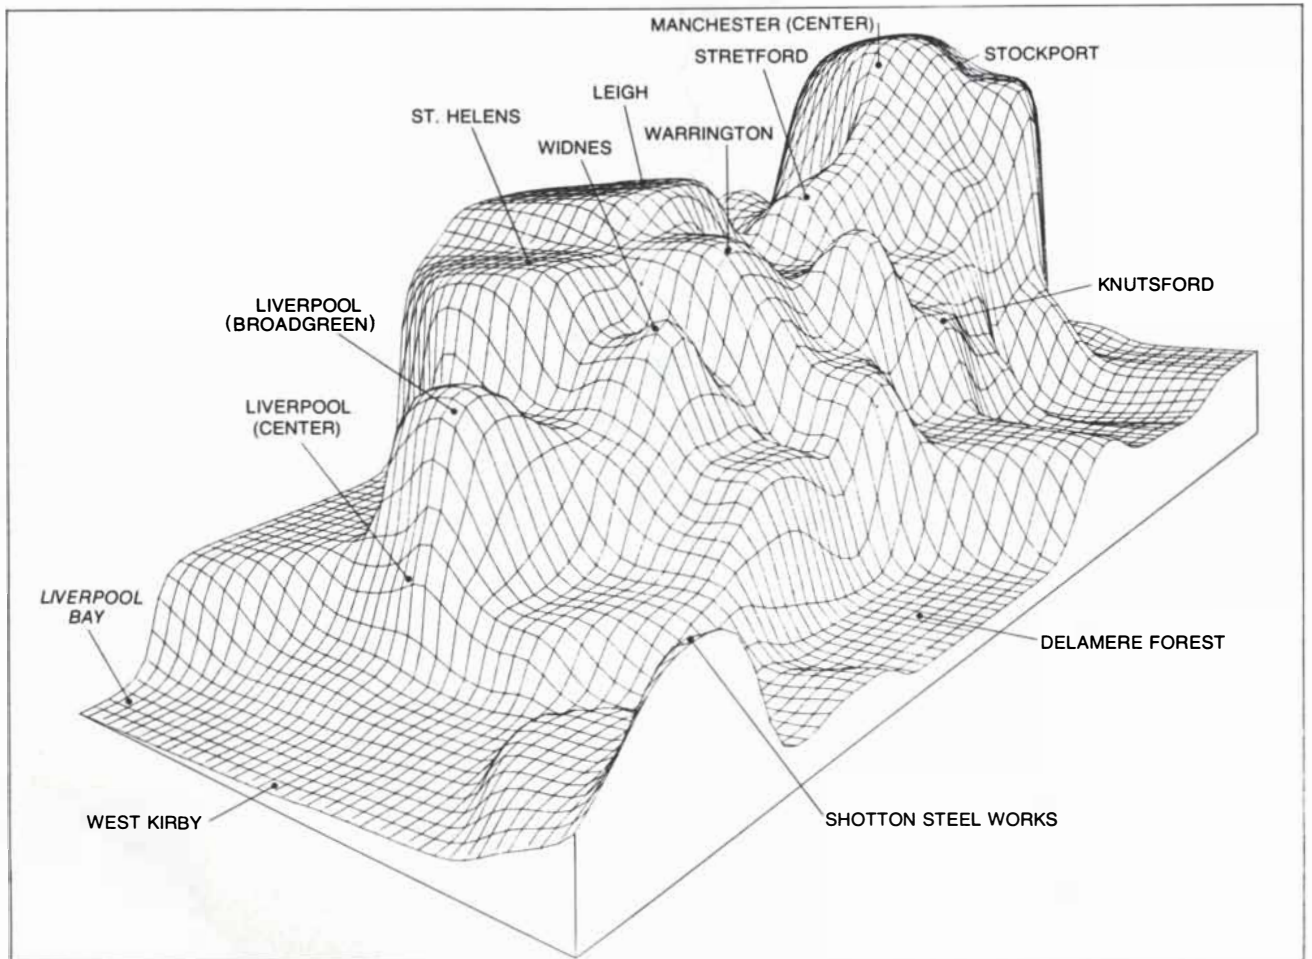 MANCHESTER (CENTER)
STRETFORD
STOCKPORT
LEIGH
ST. HELENS
WARRINGTON
WIDNES
KNUTSFORD
LIVERPOOL
(BROADGREEN)
LIVERPOOL
(CENTER)
LIVERPOOL
BAY
DELAMERE FOREST
WEST KIRBY
SHOTTON STEEL WORKS